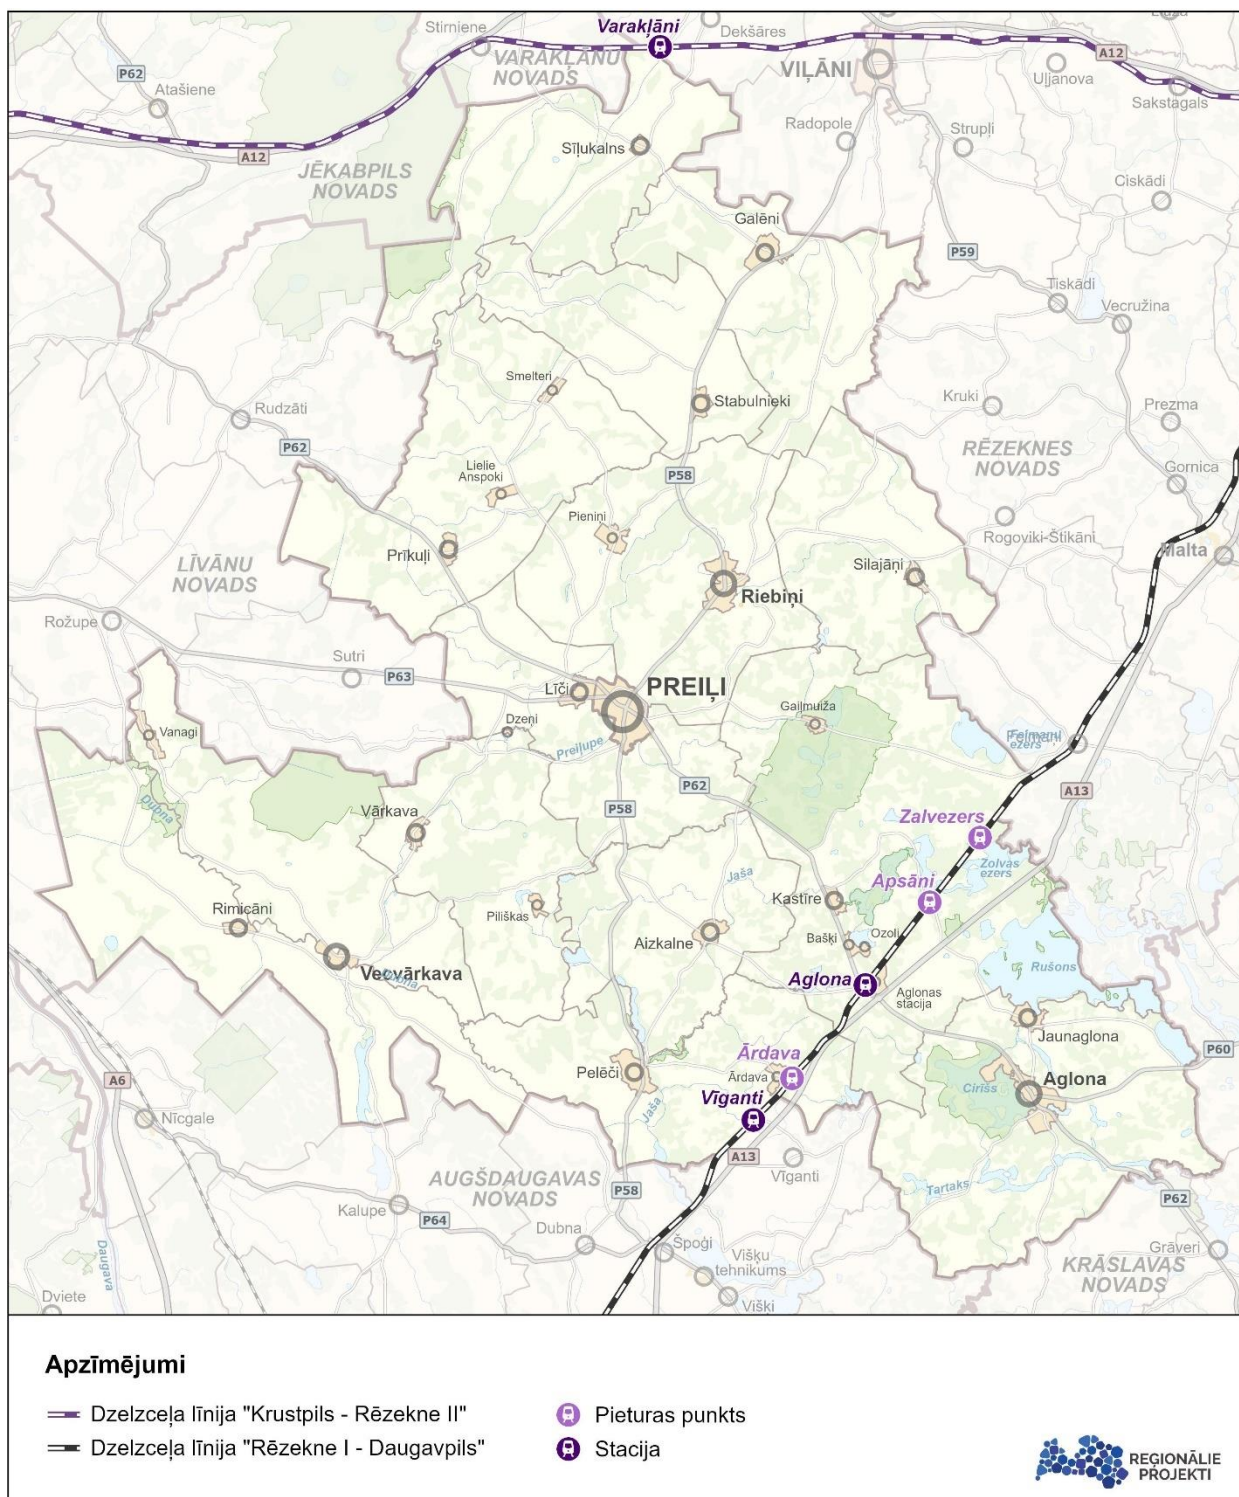 Varakļāni
Stirniene
Dekšāres
VARAKĻĀNU
NOVADS
VIĻĀNI
A12
P62
Atašiene
Uļjanova
Sakstagals
Radopole
Strupļi
A12
Sīļukalns
JĒKABPILS
NOVADS
Ciskādi
Galēni
P59
Tiskādi
Vecružina
Smelteri
Stabulnieki
Kruki
Prezma
Rudzāti
P62
RĒZEKNES
NOVADS
Lielie
Anspoki
P58
Gornica
Pieniņi
Rogoviki-Štikāni
Prīkuļi
Malta
Silajāņi
LĪVĀNU
NOVADS
Riebiņi
Rožupe
Sutri
P63
Līči
PREIĻI
Gaiļmuiža
Vanagi
Dzeņi
Preiļupe
Feimaņu
ezers
P62
A13
Dubna
P58
Vārkava
Zalvezers
Zolvas
ezers
Jaša
Apsāni
Kastīre
Rimicāni
Piliškas
Aizkalne
Bašķi
Ozoli
Vecvārkava
Dubna
Rušons
Aglona
Aglonas
stacija
Jaunaglona
P60
Ārdava
Pelēči
Ārdava
Cirišs
Aglona
A6
Nīcgale
Jaša
Vīganti
A13
Vīganti
AUGŠDAUGAVAS
NOVADS
P58
Tartaks
P62
Kalupe
P64
Dubna
Špoģi
Grāveri
Daugava
Višķu
tehnikums
KRĀSLAVAS
NOVADS
Dviete
Višķi
Apzīmējumi
Dzelzceļa līnija "Krustpils - Rēzekne II"
Pieturas punkts
Dzelzceļa līnija "Rēzekne I - Daugavpils"
Stacija
REĢIONĀLIE
PROJEKTI